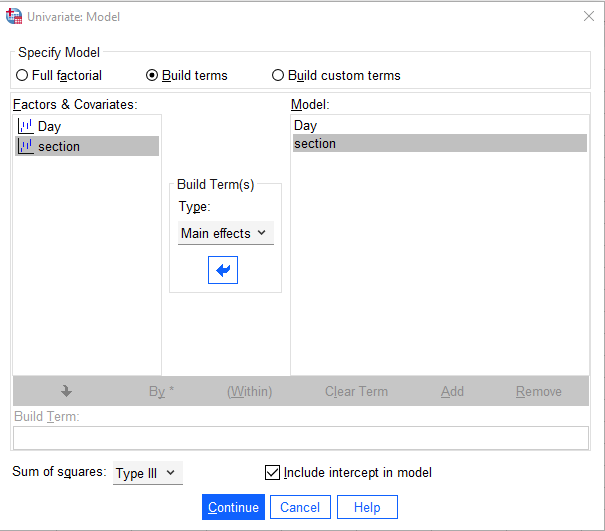 Univariate: Model
Specify Model
Full factorial
Build terms
Build custom terms
Factors & Covariates:
Day
section
Build Term(s)
Type:
Main effects
Model:
Day
section
By *
(Within)
Clear Term
Add
Remove
Build Term:
Sum of squares:
Type III
Include intercept in model
Continue
Cancel
Help